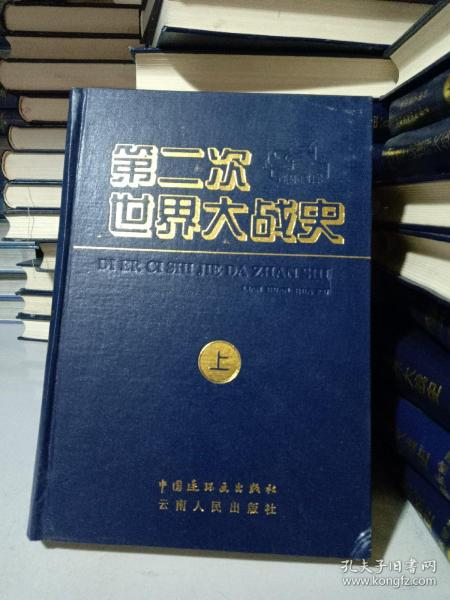 第二次
世界大战史
DI ER CI SHI JIE DA ZHAN SHI
上
中国连环画出版社
云南人民出版社
孔夫子旧书网
www.kongfz.com